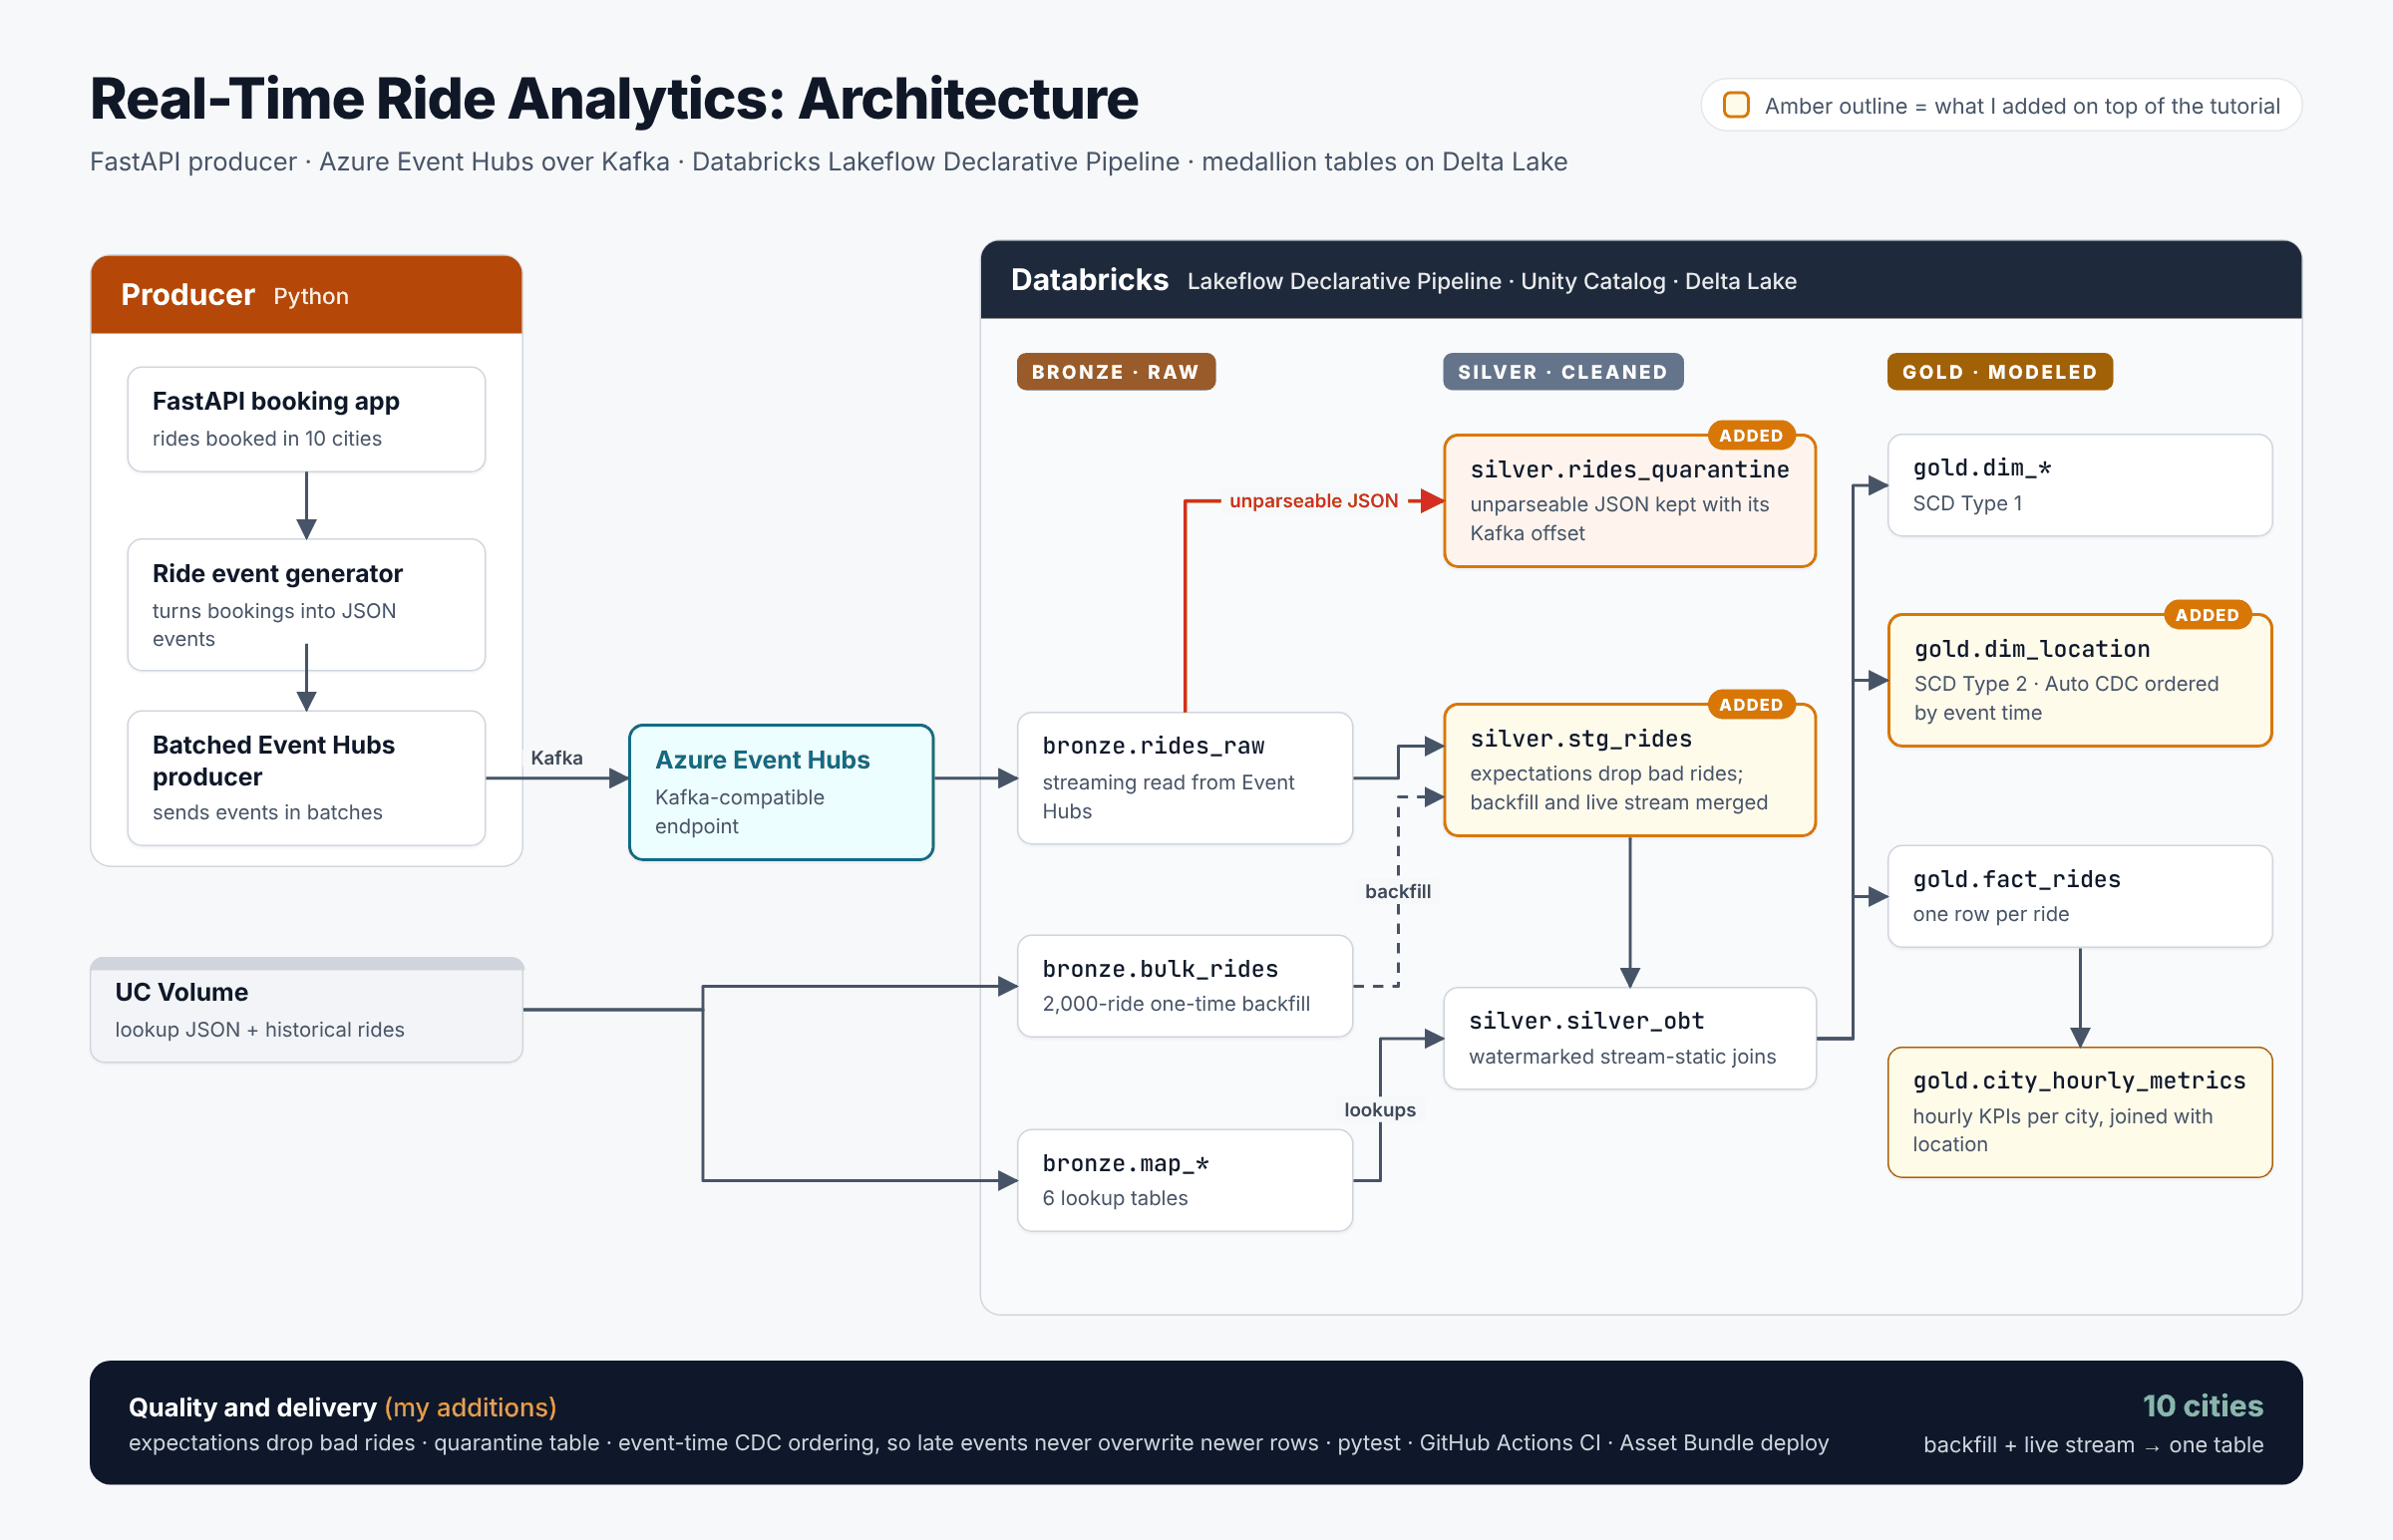 Real-Time Ride Analytics: Architecture
Amber outline = what I added on top of the tutorial
FastAPI producer · Azure Event Hubs over Kafka · Databricks Lakeflow Declarative Pipeline · medallion tables on Delta Lake
Producer Python
FastAPI booking app
rides booked in 10 cities
Ride event generator
turns bookings into JSON
events
Batched Event Hubs
producer
sends events in batches
Kafka
Azure Event Hubs
Kafka-compatible
endpoint
UC Volume
lookup JSON + historical rides
Databricks Lakeflow Declarative Pipeline · Unity Catalog · Delta Lake
BRONZE · RAW
unparseable JSON
bronze.rides_raw
streaming read from Event
Hubs
backfill
bronze.bulk_rides
2,000-ride one-time backfill
lookups
bronze.map_*
6 lookup tables
SILVER · CLEANED
ADDED
silver.rides_quarantine
unparseable JSON kept with its
Kafka offset
ADDED
silver.stg_rides
expectations drop bad rides;
backfill and live stream merged
silver.silver_obt
watermarked stream-static joins
GOLD · MODELED
gold.dim_*
SCD Type 1
ADDED
gold.dim_location
SCD Type 2 · Auto CDC ordered
by event time
gold.fact_rides
one row per ride
gold.city_hourly_metrics
hourly KPIs per city, joined with
location
Quality and delivery (my additions)
expectations drop bad rides · quarantine table · event-time CDC ordering, so late events never overwrite newer rows · pytest · GitHub Actions CI · Asset Bundle deploy
10 cities
backfill + live stream → one table